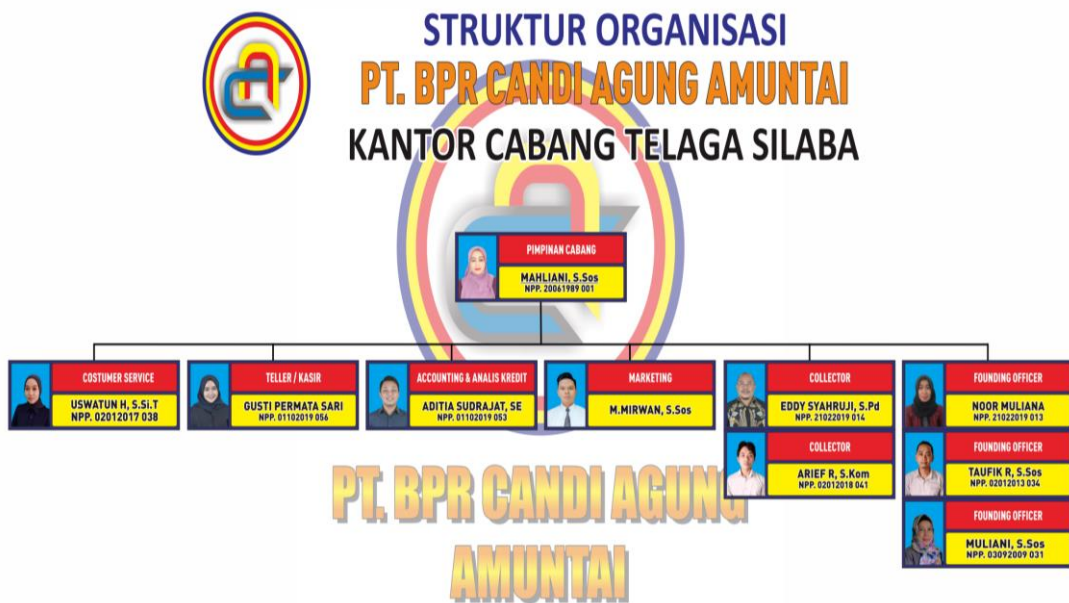 STRUKTUR ORGANISASI
PT. BPR CANDI AGUNG AMUNTAI
KANTOR CABANG TELAGA SILABA
PIMPINAN CABANG
MAHLIANI, S.Sos
NPP. 20061989 001
COSTUMER SERVICE
USWATUN H, S.Si.T
NPP. 02012017 038
TELLER / KASIR
GUSTI PERMATA SARI
NPP. 01102019 056
ACCOUNTING & ANALIS KREDIT
ADITIA SUDRAJAT, SE
NPP. 01102019 053
MARKETING
M.MIRWAN, S.Sos
COLLECTOR
EDDY SYAHRUJI, S.Pd
NPP. 21022019 014
COLLECTOR
ARIEF R, S.Kom
NPP. 02012018 041
FOUNDING OFFICER
NOOR MULIANA
NPP. 21022019 013
FOUNDING OFFICER
TAUFIK R, S.Sos
NPP. 02012013 034
FOUNDING OFFICER
MULIANI, S.Sos
NPP. 03092009 031
PT. BPR CANDI AGUNG
AMUNTAI